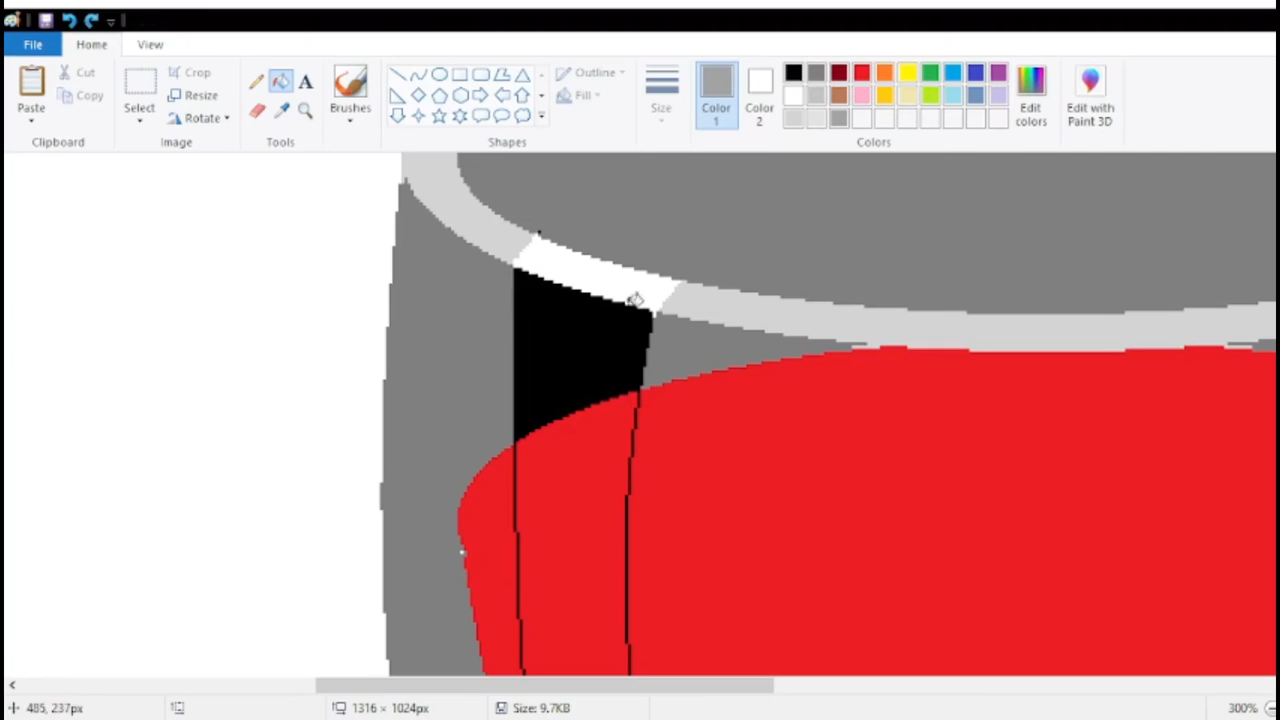 File Home View
Paste
Cut
Copy
Clipboard
Select
Crop
Resize
Rotate
Image
A
Tools
Brushes
Outline
Fill
Shapes
Size
Color 1
Color 2
Edit colors
Colors
Edit with Paint 3D
485, 237px
1316 × 1024px
Size: 9.7KB
300%